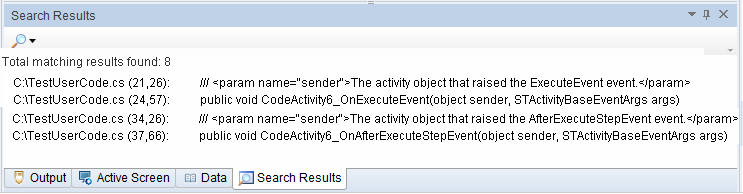 Search Results
Total matching results found: 8
C:\TestUserCode.cs (21,26): /// <param name="sender">The activity object that raised the ExecuteEvent event.</param>
C:\TestUserCode.cs (24,57): public void CodeActivity6_OnExecuteEvent(object sender, STActivityBaseEventArgs args)
C:\TestUserCode.cs (34,26): /// <param name="sender">The activity object that raised the AfterExecuteStepEvent event.</param>
C:\TestUserCode.cs (37,66): public void CodeActivity6_OnAfterExecuteStepEvent(object sender, STActivityBaseEventArgs args)
Output Active Screen Data Search Results